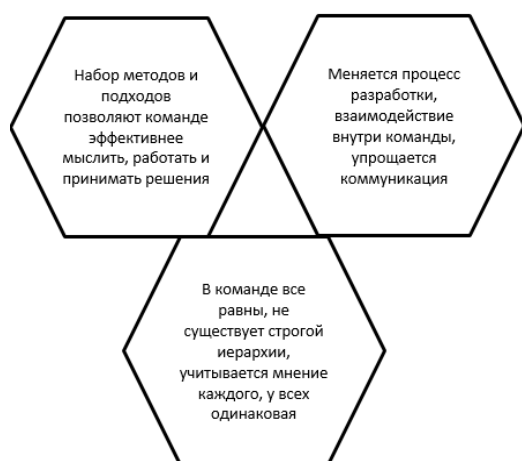 Набор методов и
подходов
позволяют команде
эффективнее
мыслить, работать и
принимать решения
Меняется процесс
разработки,
взаимодействие
внутри команды,
упрощается
коммуникация
В команде все
равны, не
существует строгой
иерархии,
учитывается мнение
каждого, у всех
одинаковая